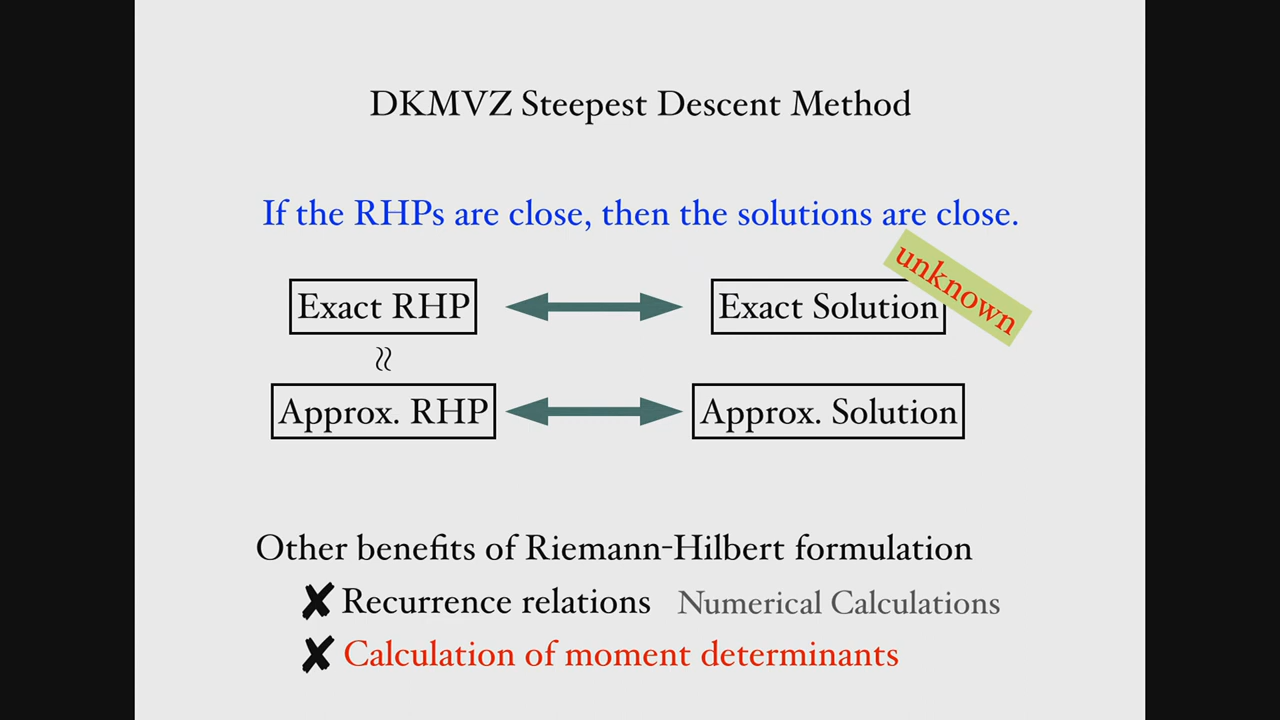 DKMVZ Steepest Descent Method
If the RHPs are close, then the solutions are close.
unknown
Exact RHP
Exact Solution
≈
Approx. RHP
Approx. Solution
Other benefits of Riemann-Hilbert formulation
✘ Recurrence relations Numerical Calculations
✘ Calculation of moment determinants